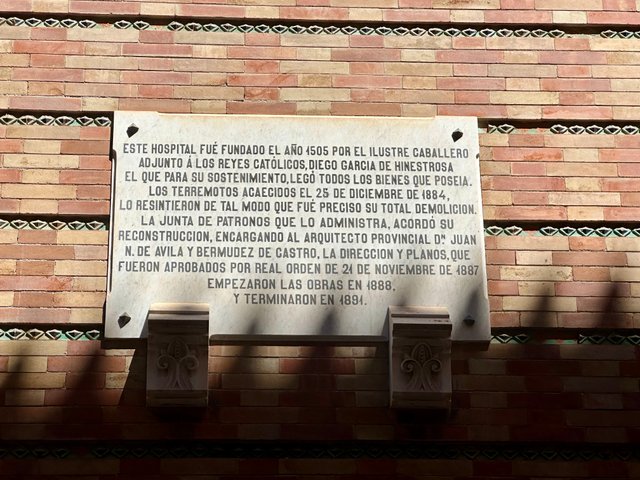 ESTE HOSPITAL FUÉ FUNDADO EL AÑO 1505 POR EL ILUSTRE CABALLERO
ADJUNTO Á LOS REYES CATÓLICOS, DIEGO GARCIA DE HINESTROSA
EL QUE PARA SU SOSTENIMIENTO, LEGÓ TODOS LOS BIENES QUE POSEIA.
LOS TERREMOTOS ACAECIDOS EL 25 DE DICIEMBRE DE 1884,
LO RESINTIERON DE TAL MODO QUE FUÉ PRECISO SU TOTAL DEMOLICION.
LA JUNTA DE PATRONOS QUE LO ADMINISTRA, ACORDÓ SU
RECONSTRUCCION, ENCARGANDO AL ARQUITECTO PROVINCIAL Dn. JUAN
N. DE AVILA Y BERMUDEZ DE CASTRO, LA DIRECCION Y PLANOS, QUE
FUERON APROBADOS POR REAL ORDEN DE 21 DE NOVIEMBRE DE 1887
EMPEZARON LAS OBRAS EN 1888,
Y TERMINARON EN 1891.